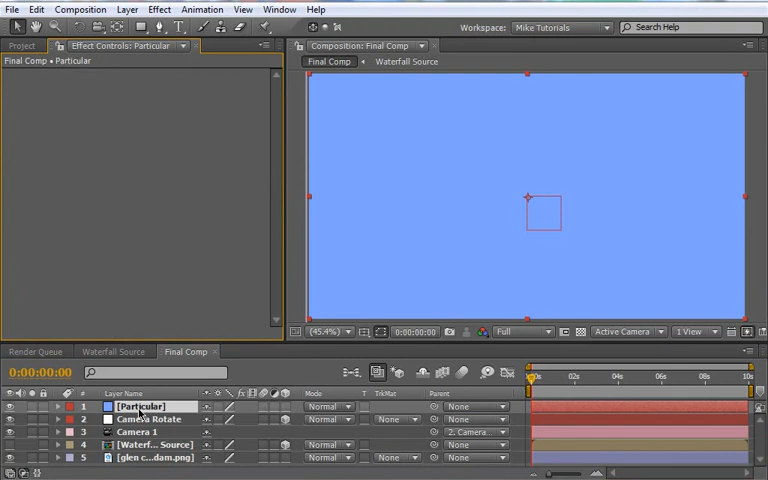 File Edit Composition Layer Effect Animation View Window Help
Workspace: Mike Tutorials Search Help
Project Effect Controls: Particular Composition: Final Comp
Final Comp • Particular Final Comp Waterfall Source
(45.4%) 0:00:00:00 Full Active Camera 1 View
Render Queue Waterfall Source Final Comp
0:00:00:00 00s 02s 04s 06s 08s 10s
# Layer Name Mode T TrkMat Parent
1 [Particular] Normal None
2 Camera Rotate Normal None None
3 Camera 1 2. Camera...
4 [Waterf... Source] Normal None
5 [glen c...dam.png] Normal None None